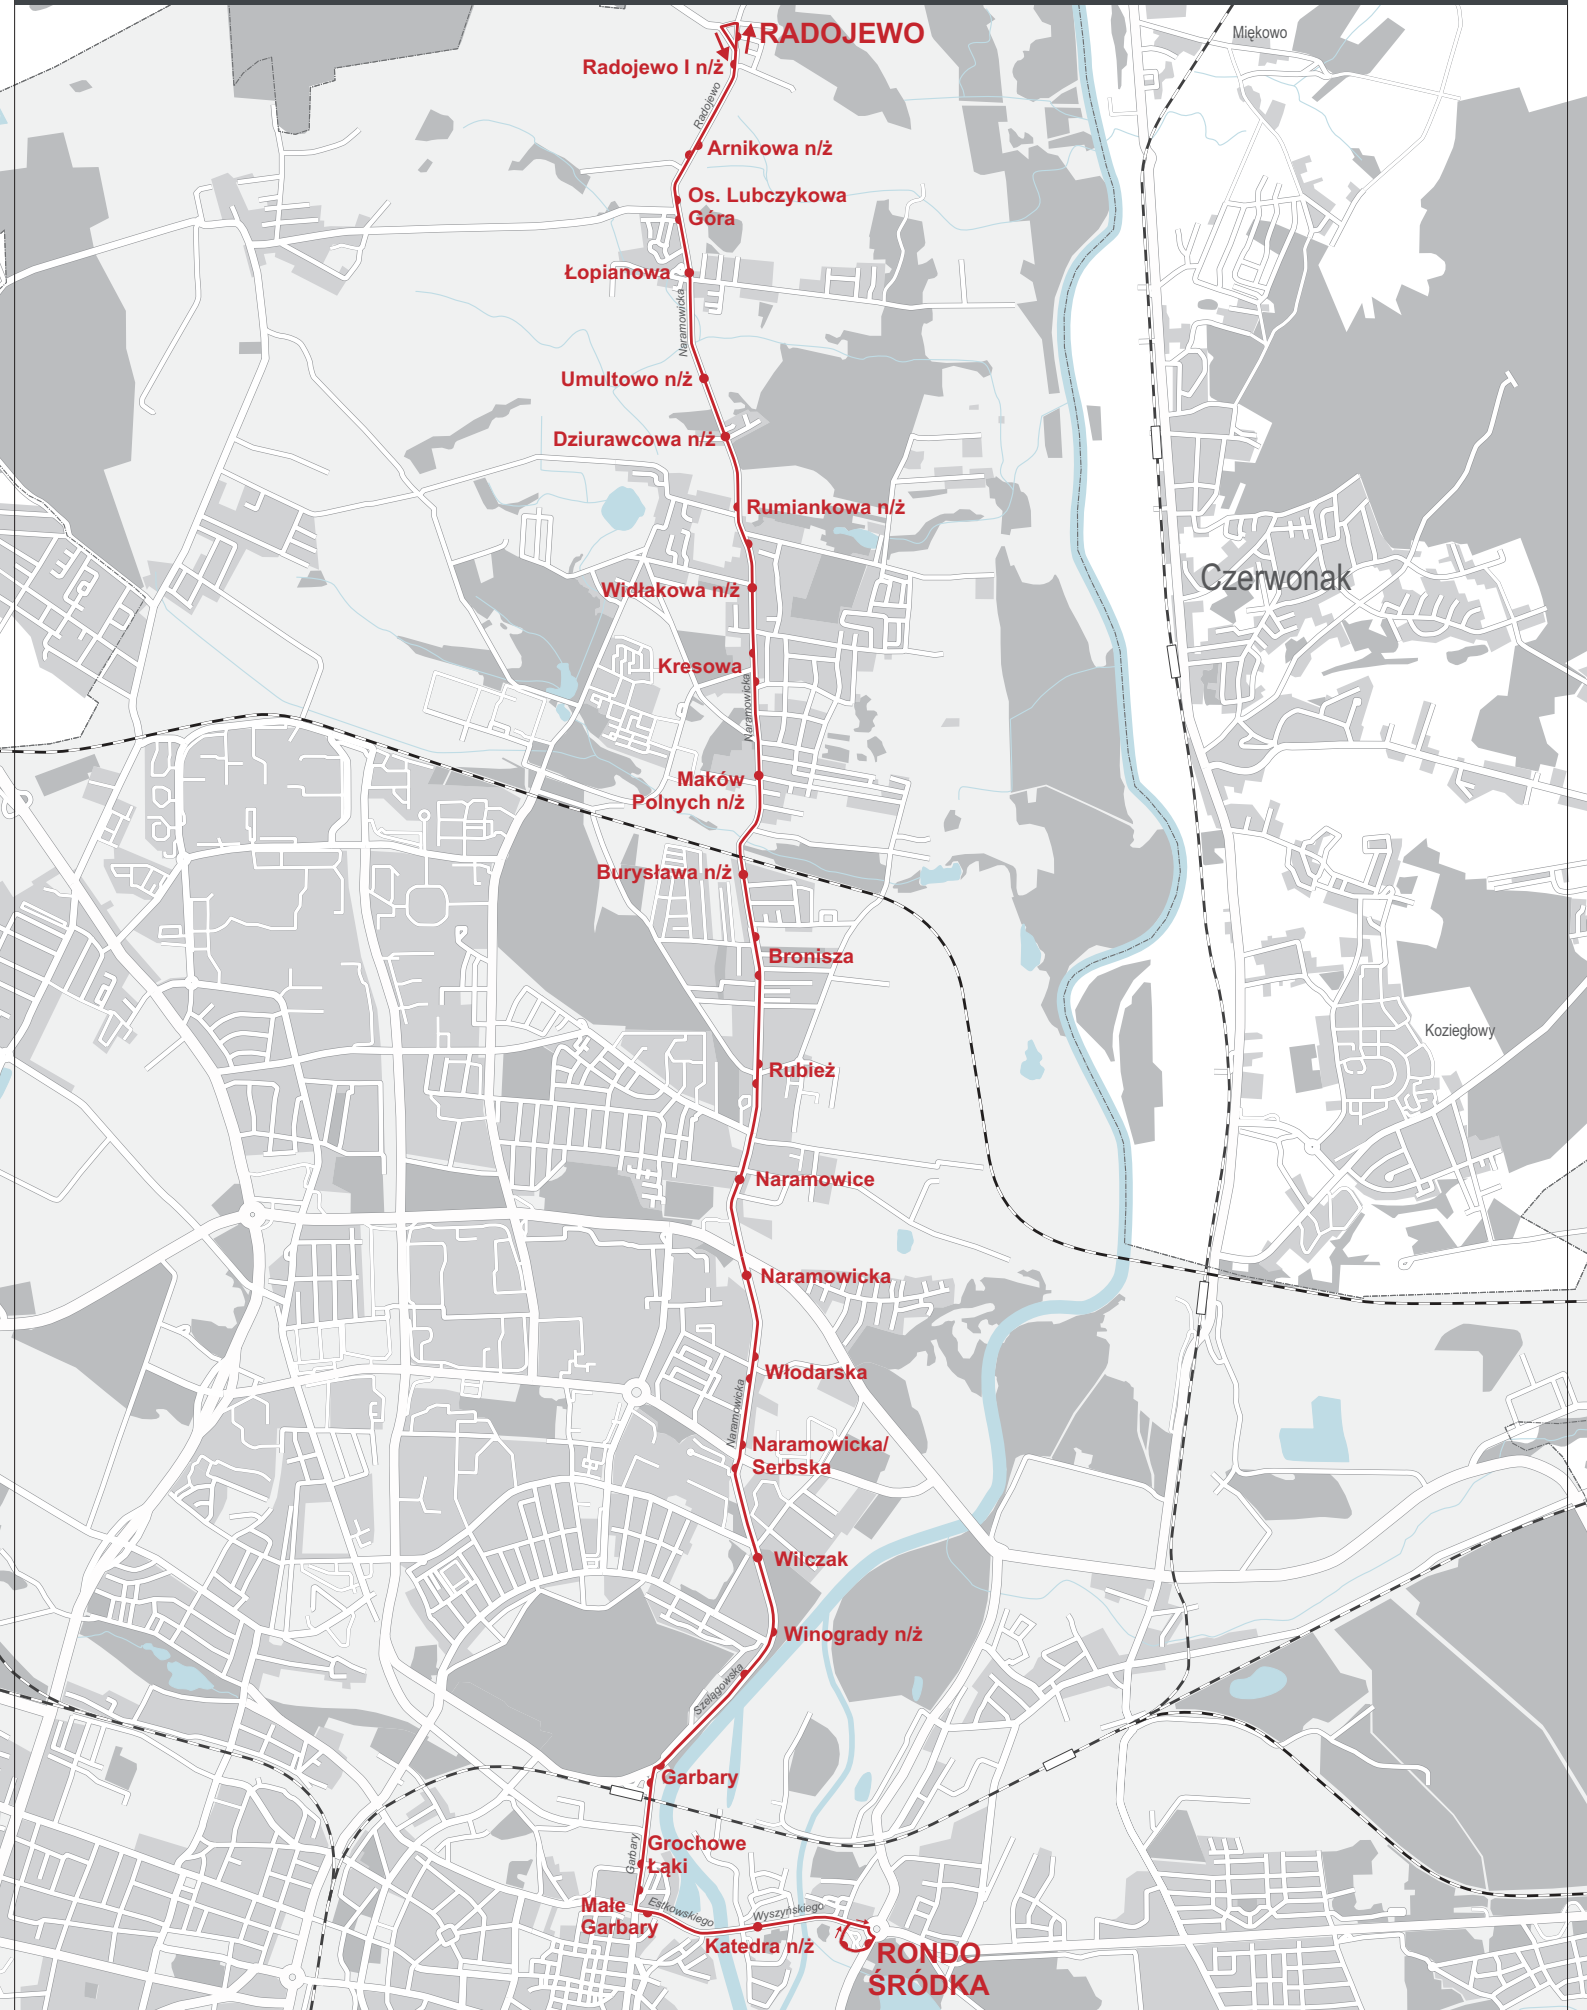 RADOJEWO
Miękowo
Radojewo I n/ż
Radojewo
Arnikowa n/ż
Os. Lubczykowa
Góra
Łopianowa
Naramowicka
Umultowo n/ż
Dziurawcowa n/ż
Rumiankowa n/ż
Czerwonak
Widłakowa n/ż
Kresowa
Naramowicka
Maków
Polnych n/ż
Burysława n/ż
Bronisza
Koziegłowy
Rubież
Naramowice
Naramowicka
Włodarska
Naramowicka
Naramowicka/
Serbska
Wilczak
Winogrady n/ż
Szelągowska
Garbary
Garbary
Grochowe
Łąki
Małe
Garbary
Estkowskiego
Wyszyńskiego
Katedra n/ż
RONDO
ŚRÓDKA